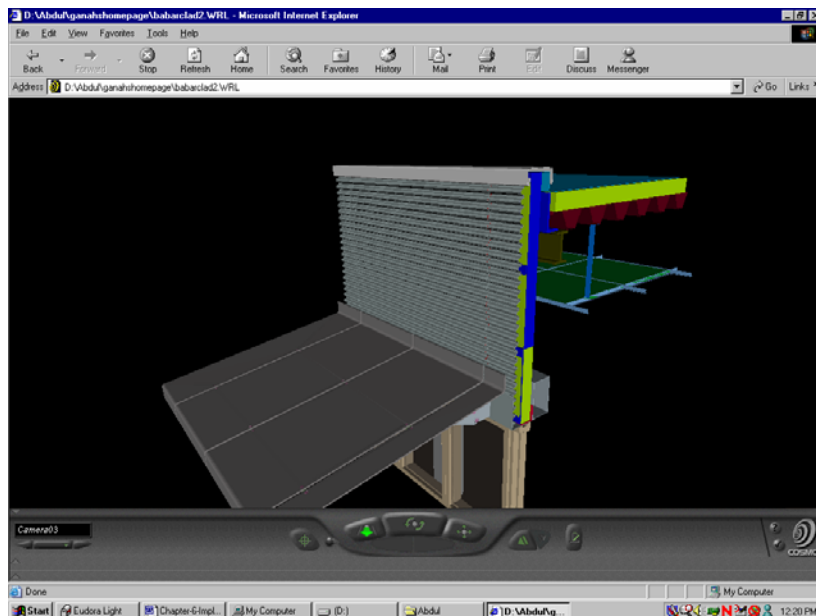 D:\Abdul\ganahshomepage\babarclad2.WRL - Microsoft Internet Explorer
File Edit View Favorites Tools Help
Back Forward Stop Refresh Home Search Favorites History Mail Print Edit Discuss Messenger
Address D:\Abdul\ganahshomepage\babarclad2.WRL Go Links
Camera03
COSMO
Done My Computer
Start Eudora Light Chapter-6-Impl... My Computer (D:) Abdul D:\Abdul\g... 12:20 PM